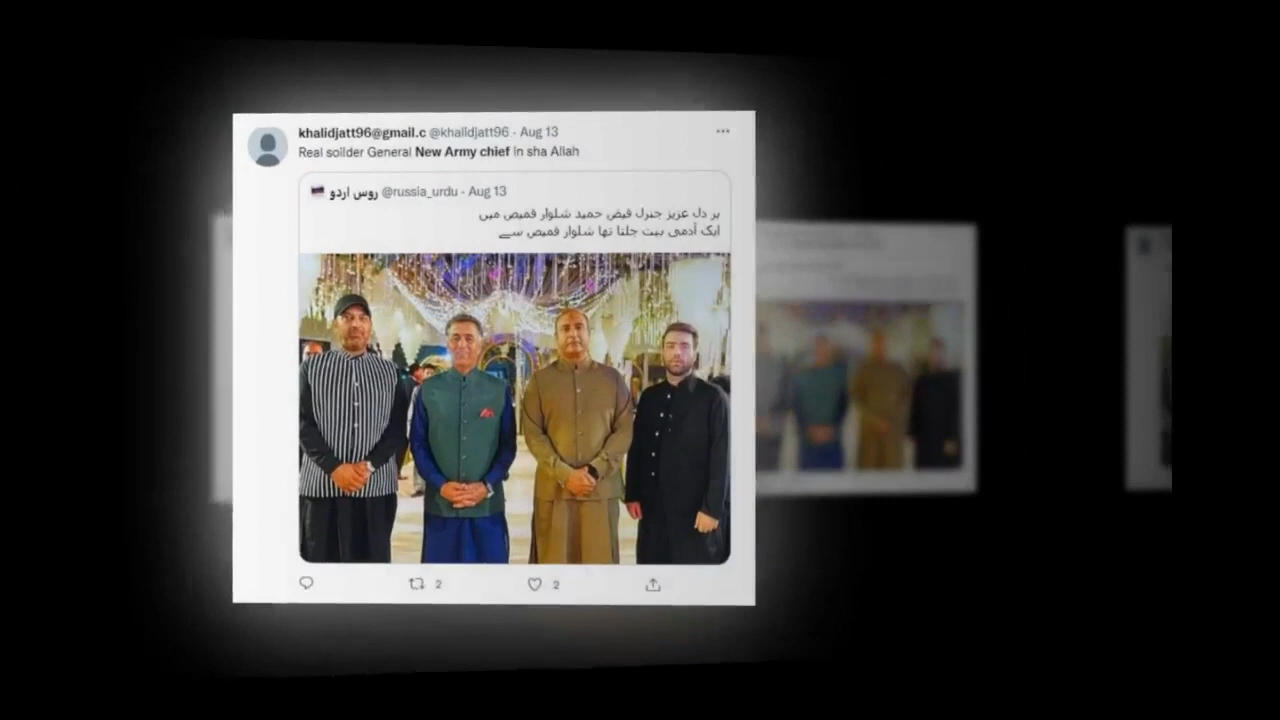 khalidjatt96@gmail.c @khalidjatt96 · Aug 13
Real soilder General New Army chief in sha Allah
روس اردو @russia_urdu · Aug 13
ہر دل عزیز جنرل فیض حمید شلوار قمیص میں
ایک آدمی بہت جلتا تھا شلوار قمیص سے
2 2